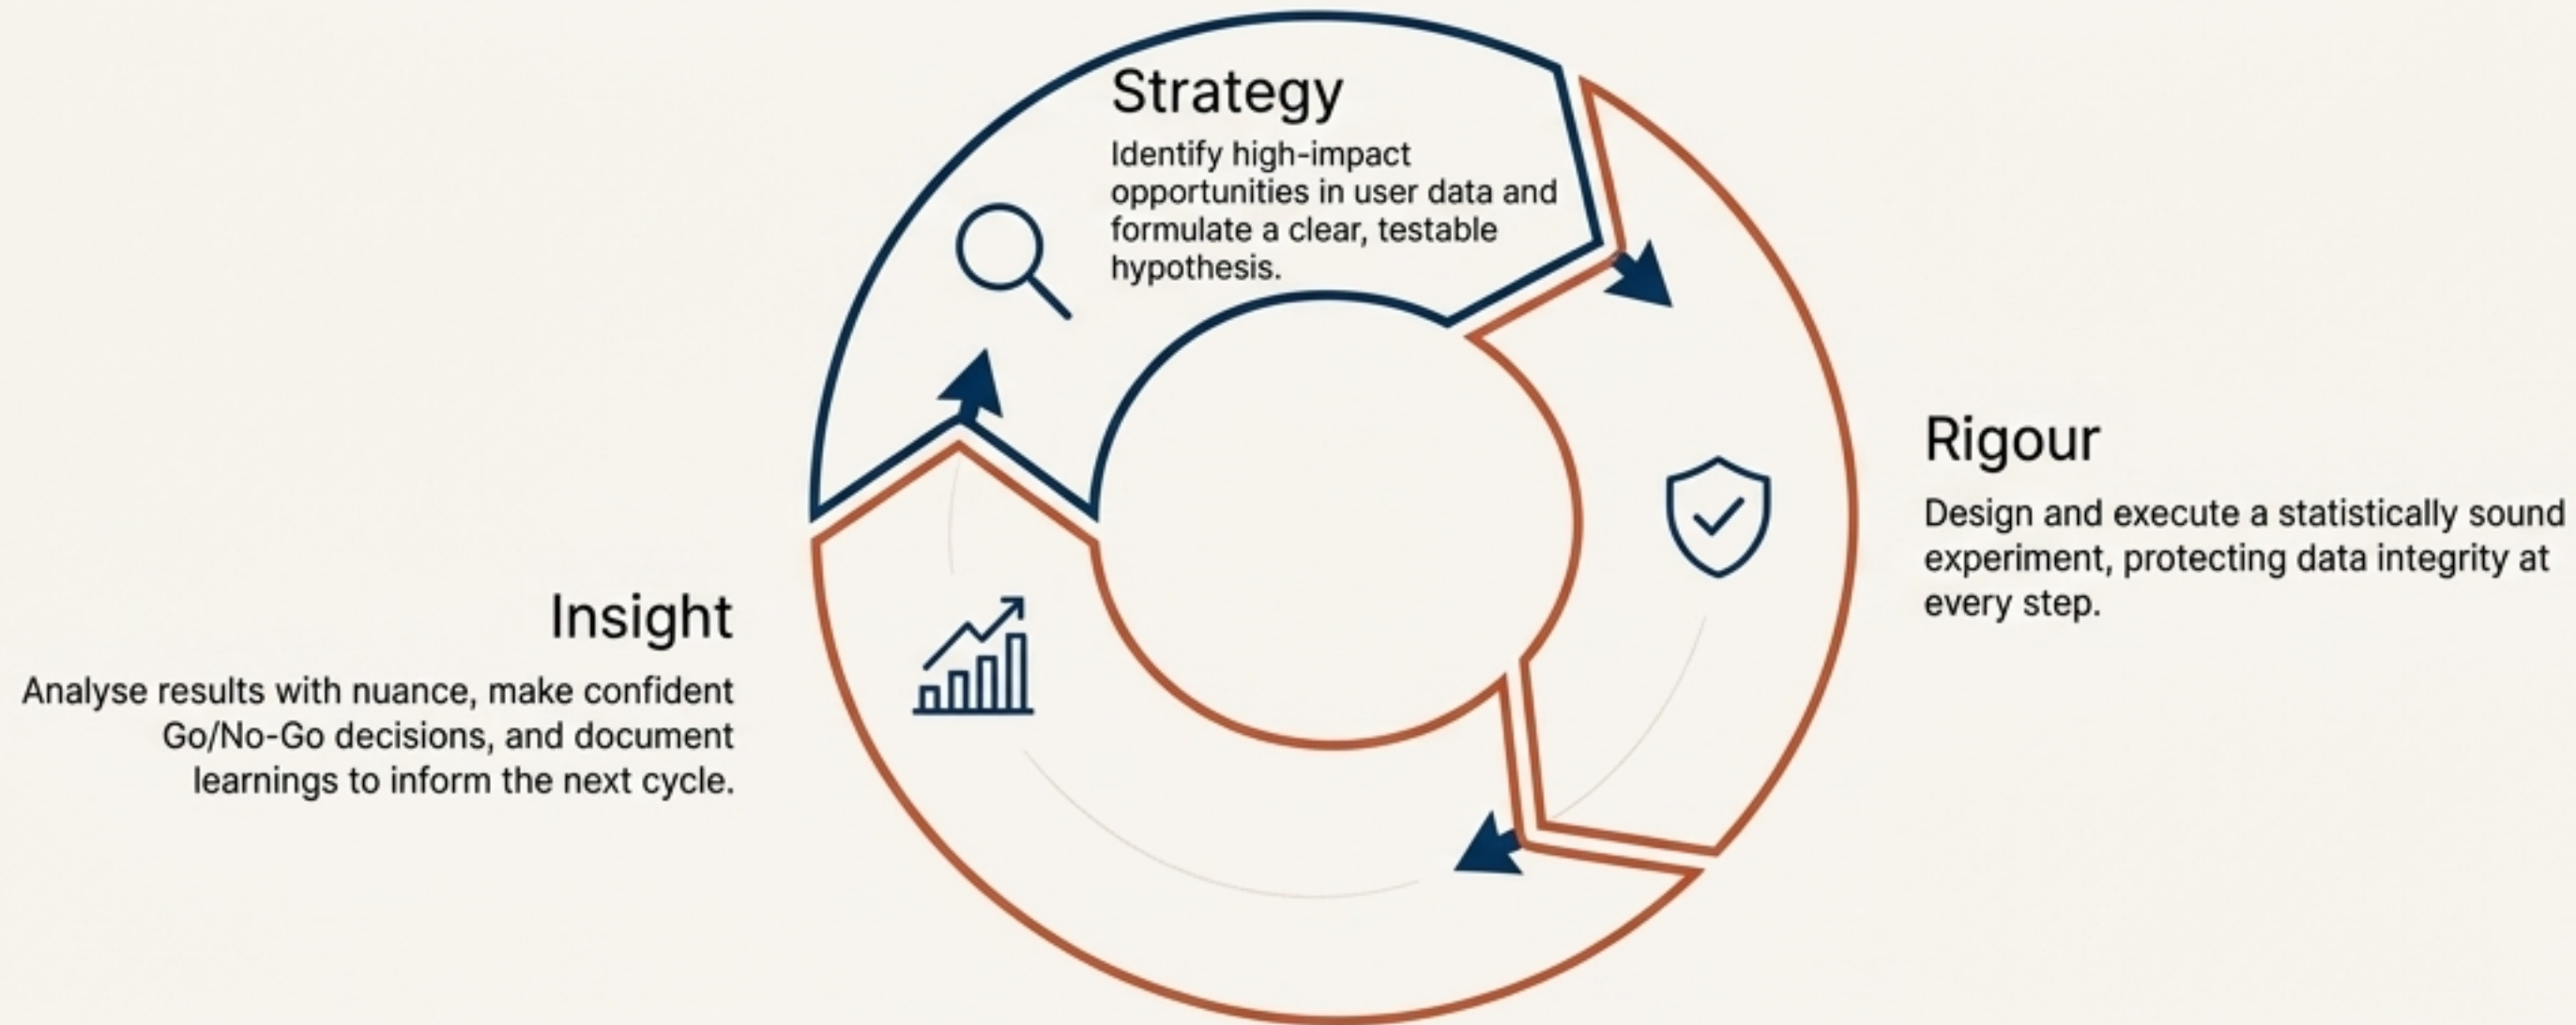 Strategy
Identify high-impact
opportunities in user data and
formulate a clear, testable
hypothesis.
Rigour
Design and execute a statistically sound
experiment, protecting data integrity at
every step.
Insight
Analyse results with nuance, make confident
Go/No-Go decisions, and document
learnings to inform the next cycle.